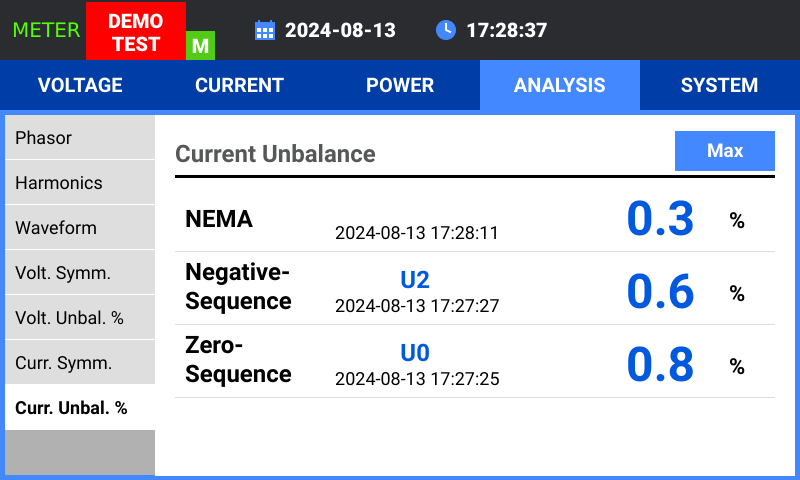 METER
DEMO
TEST
M
2024-08-13
17:28:37
VOLTAGE
CURRENT
POWER
ANALYSIS
SYSTEM
Phasor
Harmonics
Waveform
Volt. Symm.
Volt. Unbal. %
Curr. Symm.
Curr. Unbal. %
Current Unbalance
Max
NEMA
2024-08-13 17:28:11
0.3 %
Negative-
Sequence
U2
2024-08-13 17:27:27
0.6 %
Zero-
Sequence
U0
2024-08-13 17:27:25
0.8 %